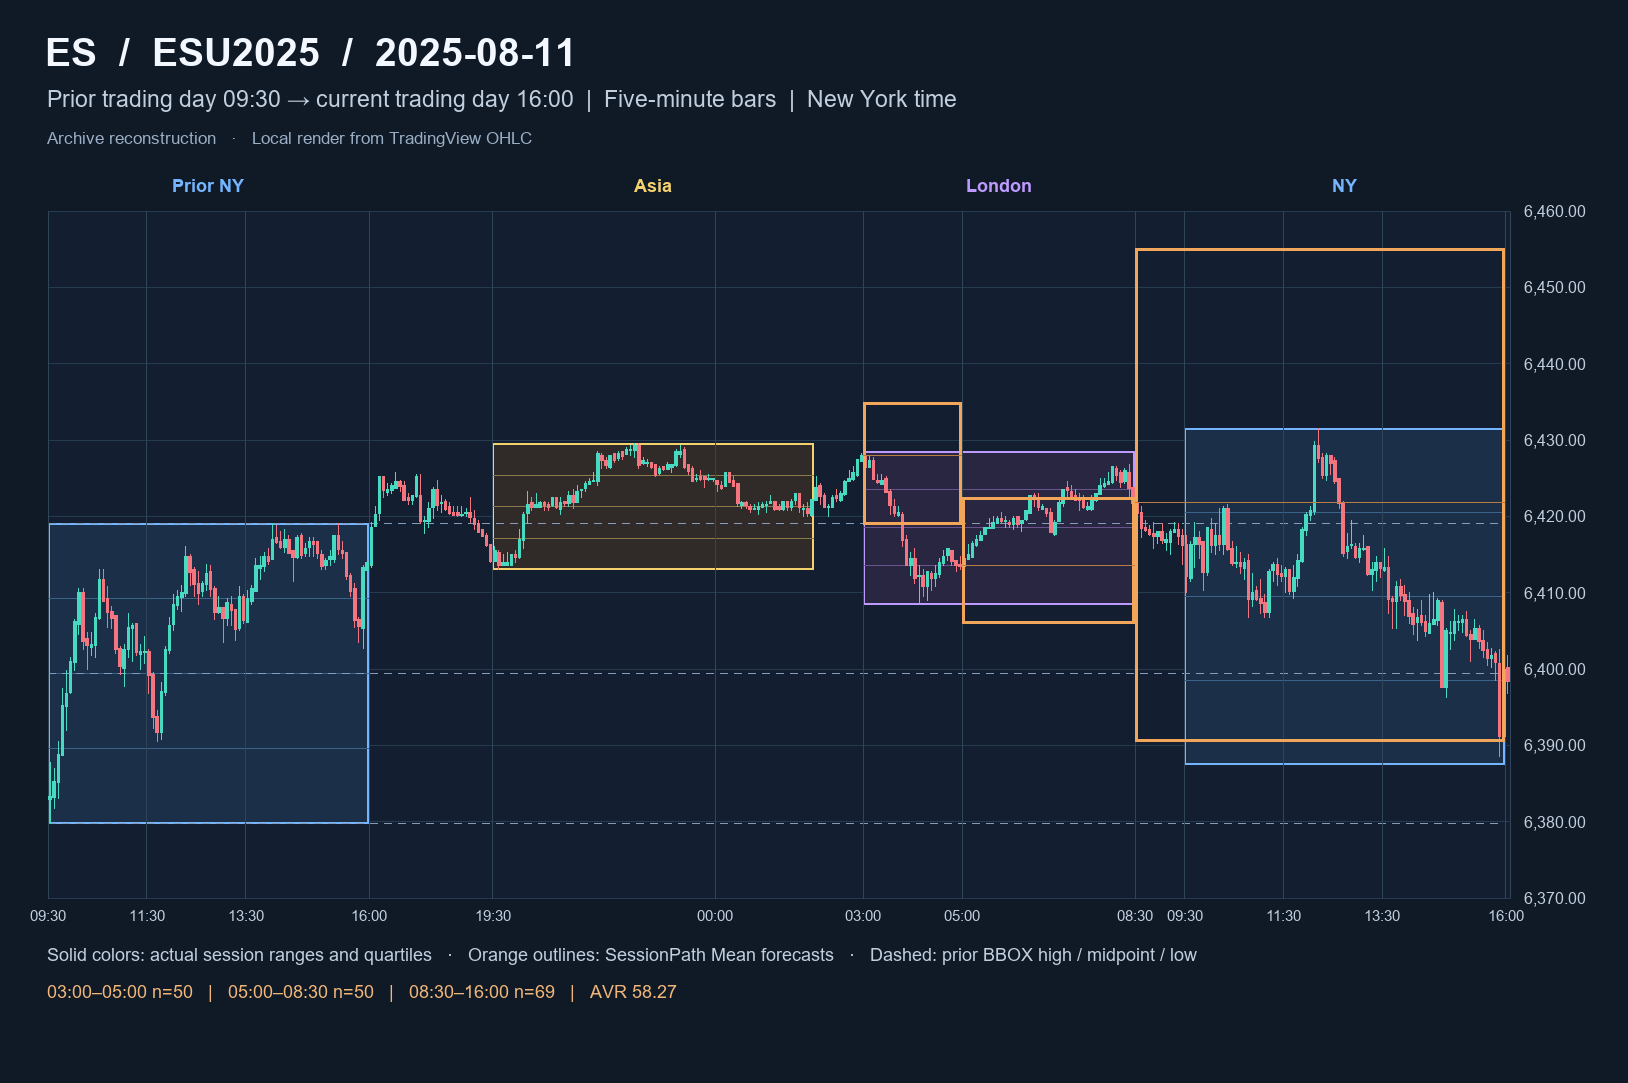 ES / ESU2025 / 2025-08-11
Prior trading day 09:30 → current trading day 16:00 | Five-minute bars | New York time
Archive reconstruction · Local render from TradingView OHLC
Prior NY Asia London NY
6,460.00
6,450.00
6,440.00
6,430.00
6,420.00
6,410.00
6,400.00
6,390.00
6,380.00
6,370.00
09:30 11:30 13:30 16:00 19:30 00:00 03:00 05:00 08:30 09:30 11:30 13:30 16:00
Solid colors: actual session ranges and quartiles · Orange outlines: SessionPath Mean forecasts · Dashed: prior BBOX high / midpoint / low
03:00–05:00 n=50 | 05:00–08:30 n=50 | 08:30–16:00 n=69 | AVR 58.27